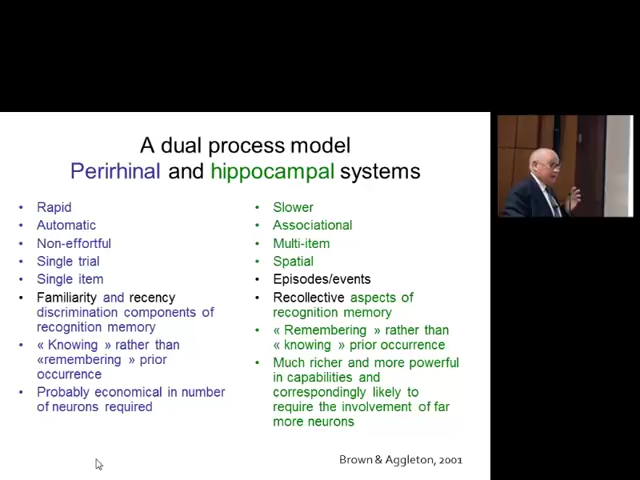 A dual process model
Perirhinal and hippocampal systems
• Rapid
• Automatic
• Non-effortful
• Single trial
• Single item
• Familiarity and recency
discrimination components of
recognition memory
• « Knowing » rather than
«remembering » prior
occurrence
• Probably economical in number
of neurons required
• Slower
• Associational
• Multi-item
• Spatial
• Episodes/events
• Recollective aspects of
recognition memory
• « Remembering » rather than
« knowing » prior occurrence
• Much richer and more powerful
in capabilities and
correspondingly likely to
require the involvement of far
more neurons
Brown & Aggleton, 2001